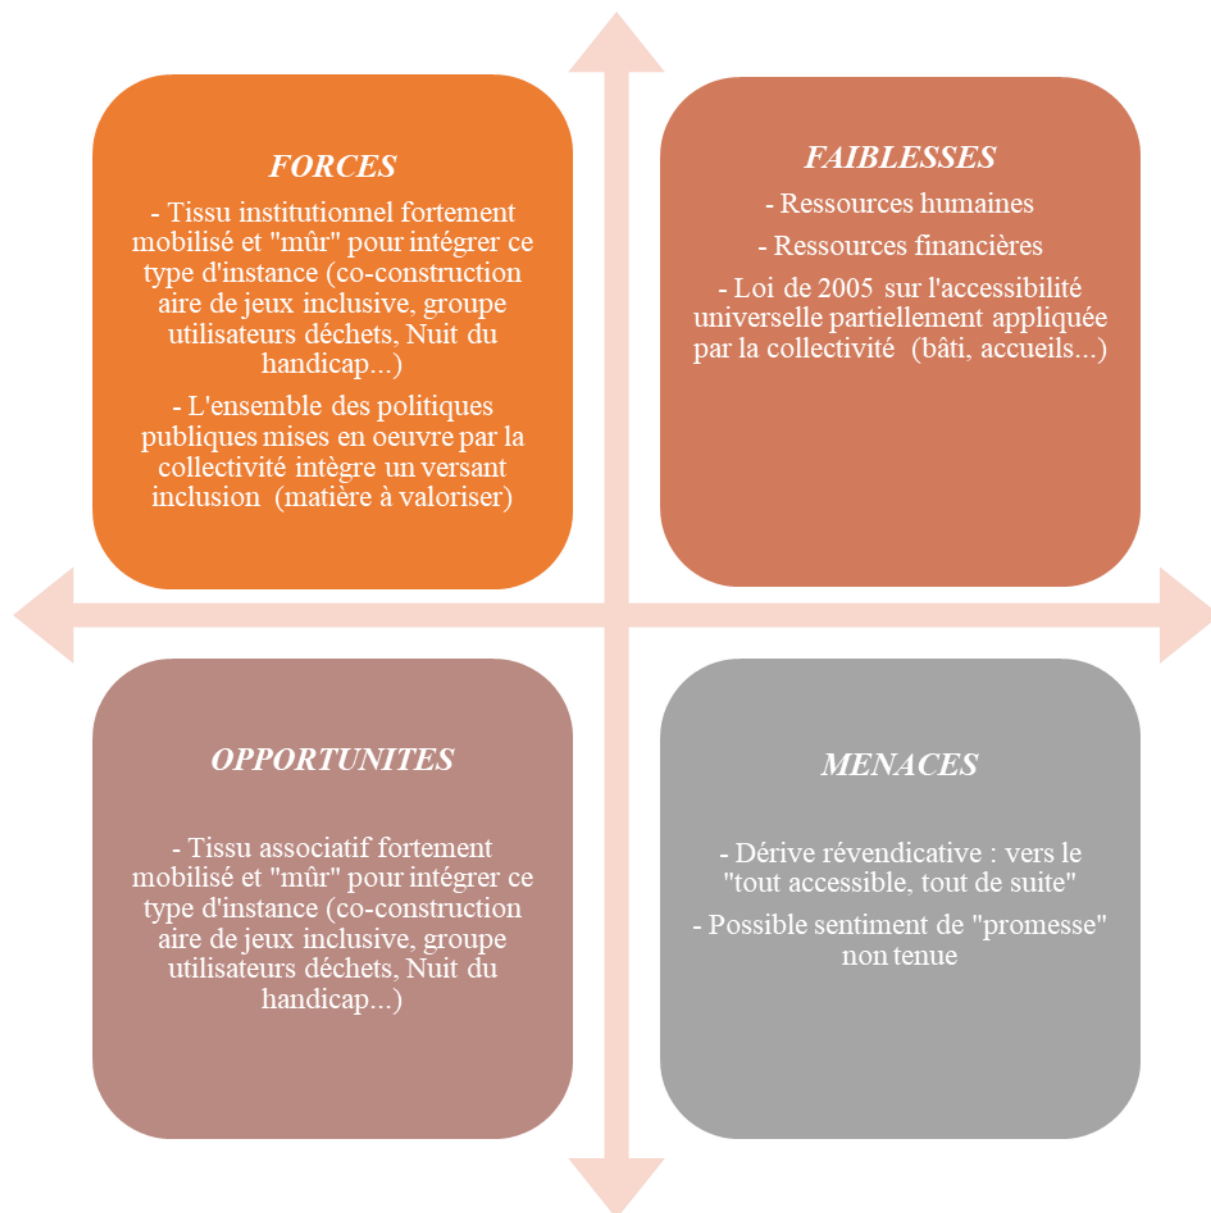 FORCES
- Tissu institutionnel fortement
mobilisé et "mûr" pour intégrer ce
type d'instance (co-construction
aire de jeux inclusive, groupe
utilisateurs déchets, Nuit du
handicap...)
- L'ensemble des politiques
publiques mises en oeuvre par la
collectivité intègre un versant
inclusion (matière à valoriser)
FAIBLESSES
- Ressources humaines
- Ressources financières
- Loi de 2005 sur l'accessibilité
universelle partiellement appliquée
par la collectivité (bâti, accueils...)
OPPORTUNITES
- Tissu associatif fortement
mobilisé et "mûr" pour intégrer ce
type d'instance (co-construction
aire de jeux inclusive, groupe
utilisateurs déchets, Nuit du
handicap...)
MENACES
- Dérive révendicative : vers le
"tout accessible, tout de suite"
- Possible sentiment de "promesse"
non tenue